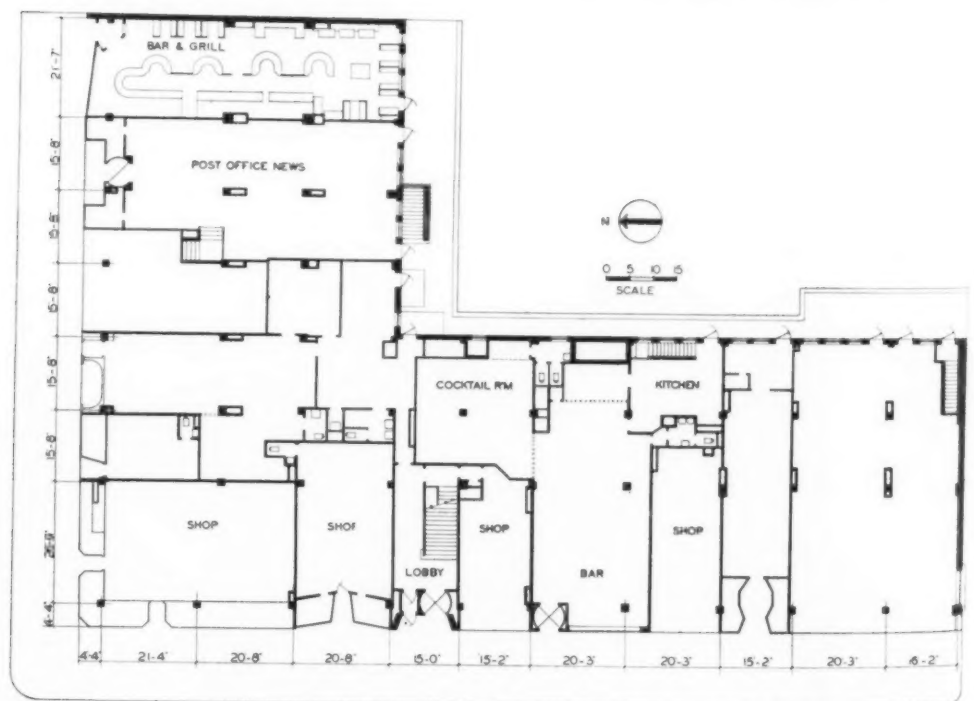 BAR & GRILL
21'-7"
15'-8"
POST OFFICE NEWS
15'-8"
N
0 5 10 15
SCALE
15'-8"
15'-8"
COCKTAIL R'M
KITCHEN
15'-8"
SHOP
SHOP
SHOP
SHOP
LOBBY
BAR
4'-4"
4'-4"
21'-4"
20'-8"
20'-8"
15'-0"
15'-2"
20'-3"
20'-3"
15'-2"
20'-3"
16'-2"